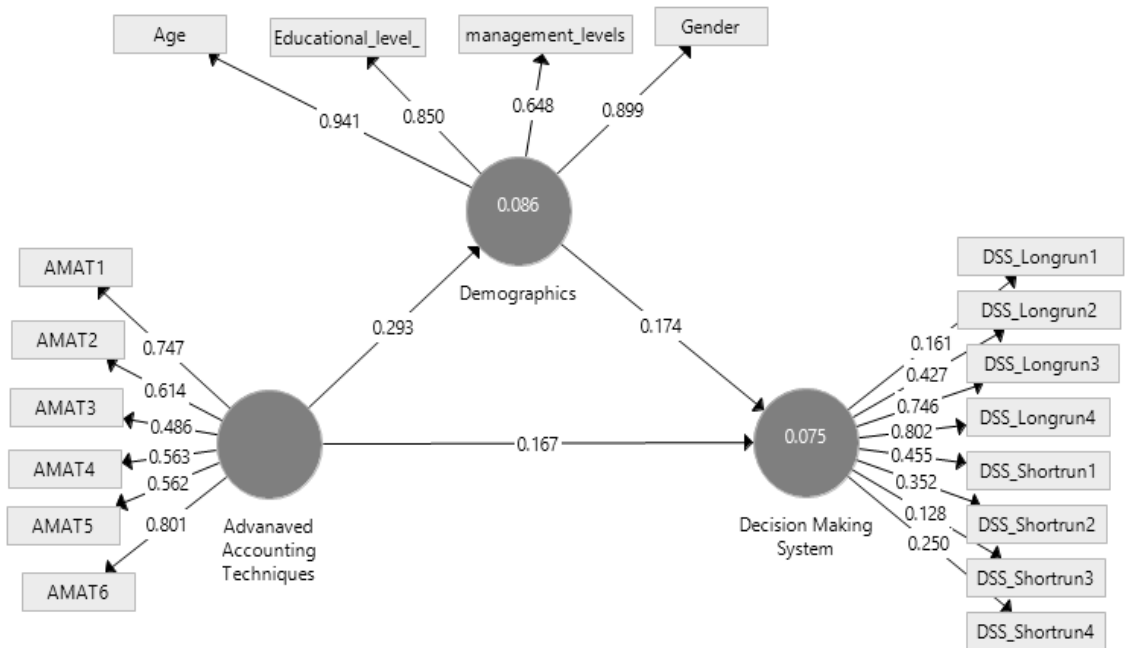 Age
Educational_level_
management_levels
Gender
0.941
0.850
0.648
0.899
0.086
Demographics
AMAT1
AMAT2
AMAT3
AMAT4
AMAT5
AMAT6
0.747
0.614
0.486
0.563
0.562
0.801
Advanaved
Accounting
Techniques
0.293
0.174
0.167
0.075
Decision Making
System
0.161
0.427
0.746
0.802
0.455
0.352
0.128
0.250
DSS_Longrun1
DSS_Longrun2
DSS_Longrun3
DSS_Longrun4
DSS_Shortrun1
DSS_Shortrun2
DSS_Shortrun3
DSS_Shortrun4